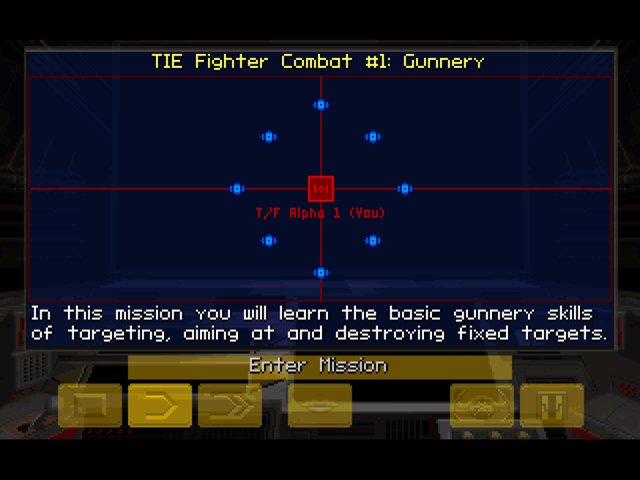 TIE Fighter Combat #1: Gunnery
T/F Alpha 1 (You)
In this mission you will learn the basic gunnery skills
of targeting, aiming at and destroying fixed targets.
Enter Mission